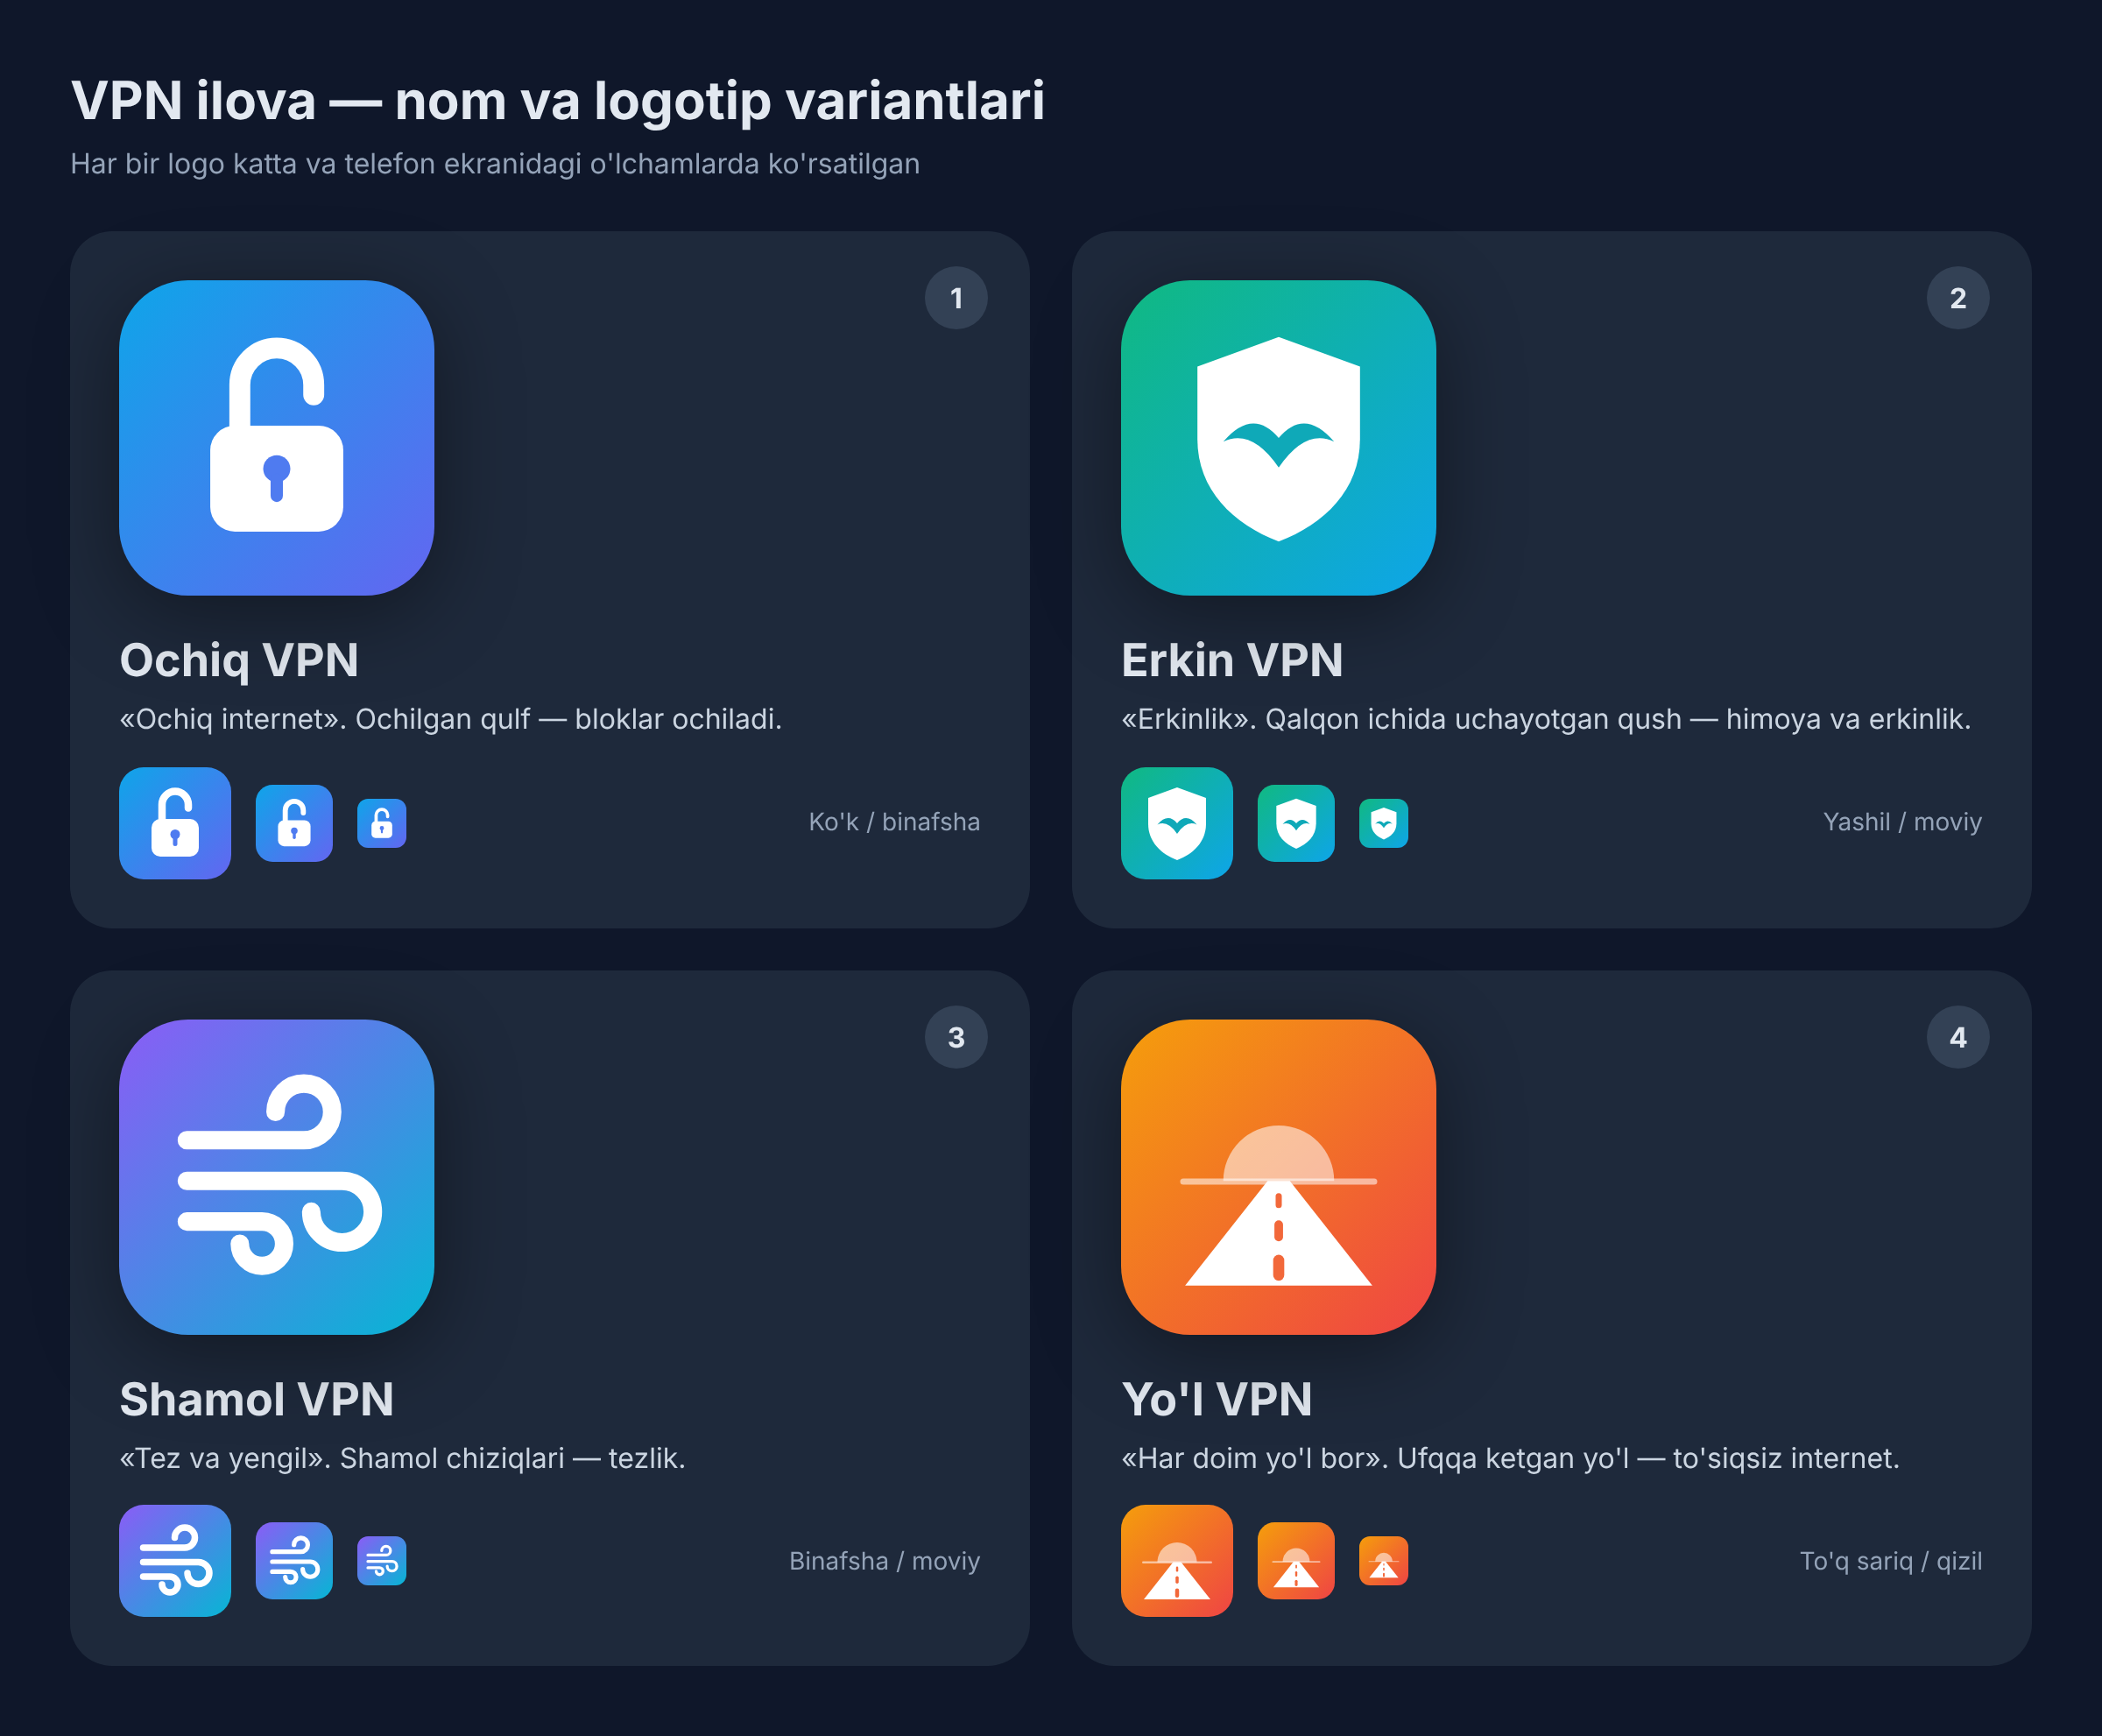 VPN ilova — nom va logotip variantlari
Har bir logo katta va telefon ekranidagi o'lchamlarda ko'rsatilgan
1
Ochiq VPN
«Ochiq internet». Ochilgan qulf — bloklar ochiladi.
Ko'k / binafsha
2
Erkin VPN
«Erkinlik». Qalqon ichida uchayotgan qush — himoya va erkinlik.
Yashil / moviy
3
Shamol VPN
«Tez va yengil». Shamol chiziqlari — tezlik.
Binafsha / moviy
4
Yo'l VPN
«Har doim yo'l bor». Ufqqa ketgan yo'l — to'siqsiz internet.
To'q sariq / qizil